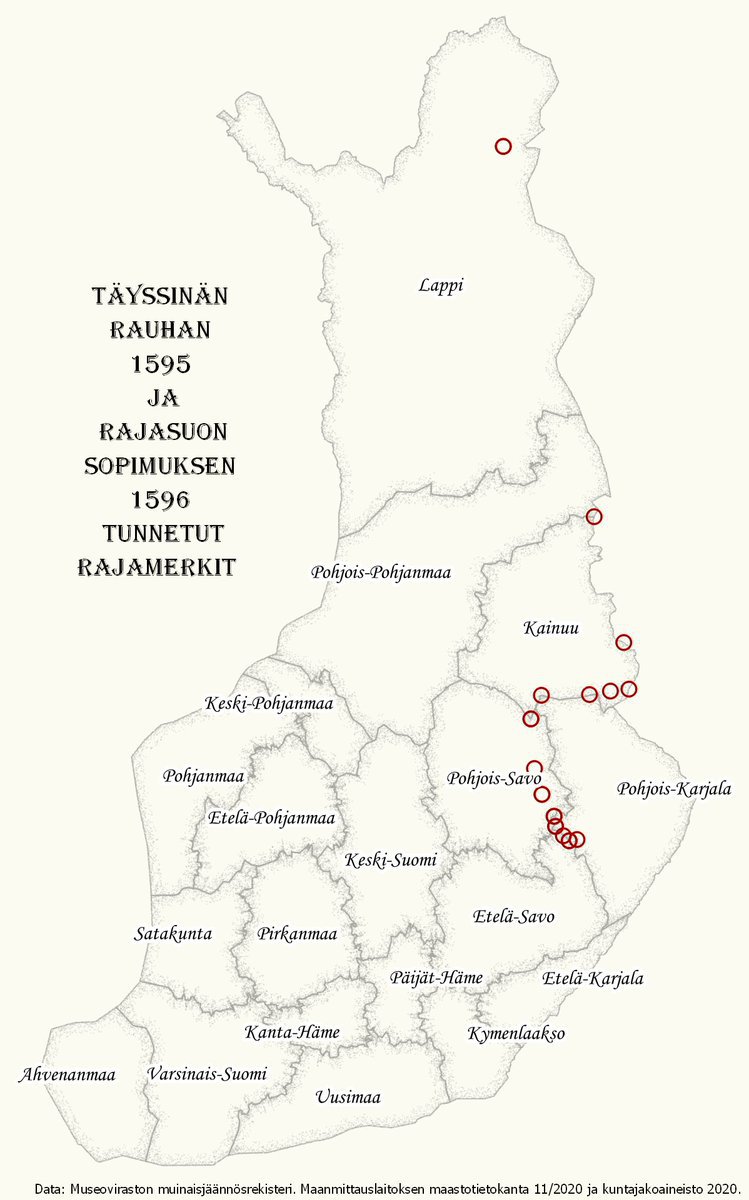 TÄYSSINÄN
RAUHAN
1595
JA
RAJASUON
SOPIMUKSEN
1596
TUNNETUT
RAJAMERKIT
Lappi
Pohjois-Pohjanmaa
Kainuu
Keski-Pohjanmaa
Pohjanmaa
Pohjois-Savo
Pohjois-Karjala
Etelä-Pohjanmaa
Keski-Suomi
Etelä-Savo
Satakunta
Pirkanmaa
Päijät-Häme
Etelä-Karjala
Kanta-Häme
Kymenlaakso
Ahvenanmaa
Varsinais-Suomi
Uusimaa
Data: Museoviraston muinaisjäännösrekisteri. Maanmittauslaitoksen maastotietokanta 11/2020 ja kuntajakoaineisto 2020.